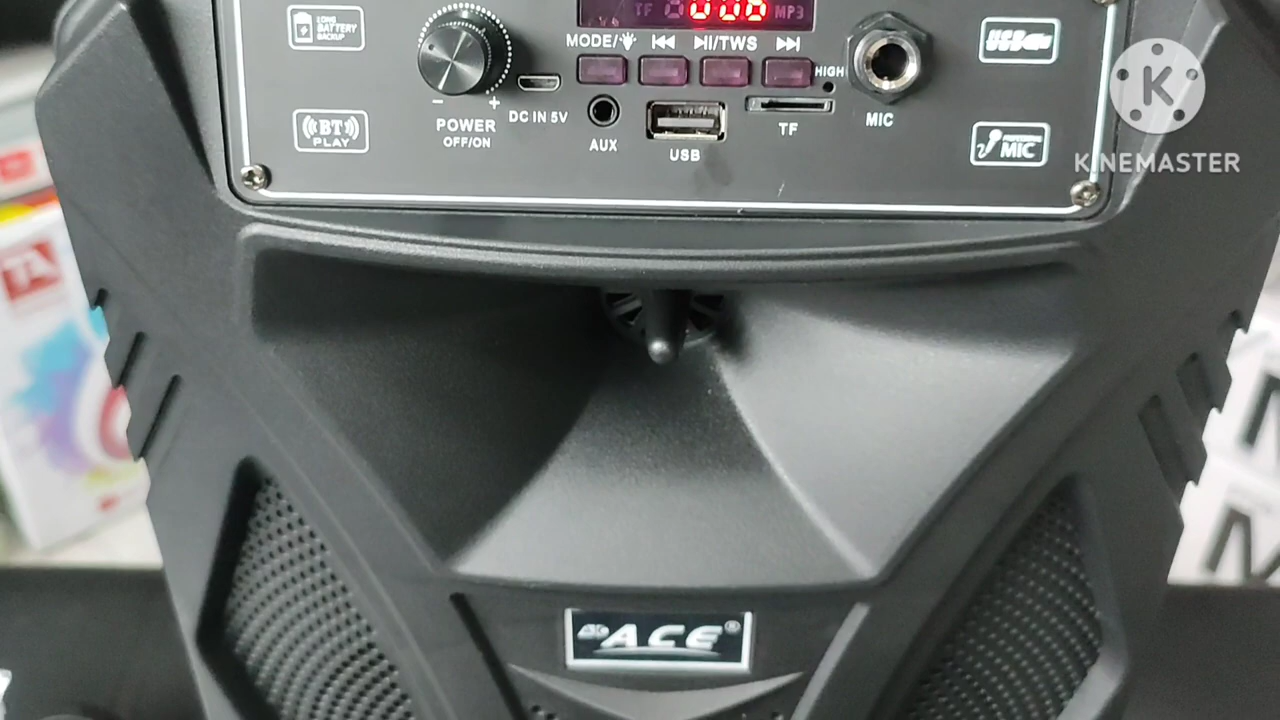 LONG
BATTERY
BACKUP
TF
MP3
MODE/
/TWS
HIGH
DC IN 5V
- +
POWER
OFF/ON
AUX
USB
TF
MIC
BT
PLAY
USB
MIC
K
KINEMASTER
ACE®